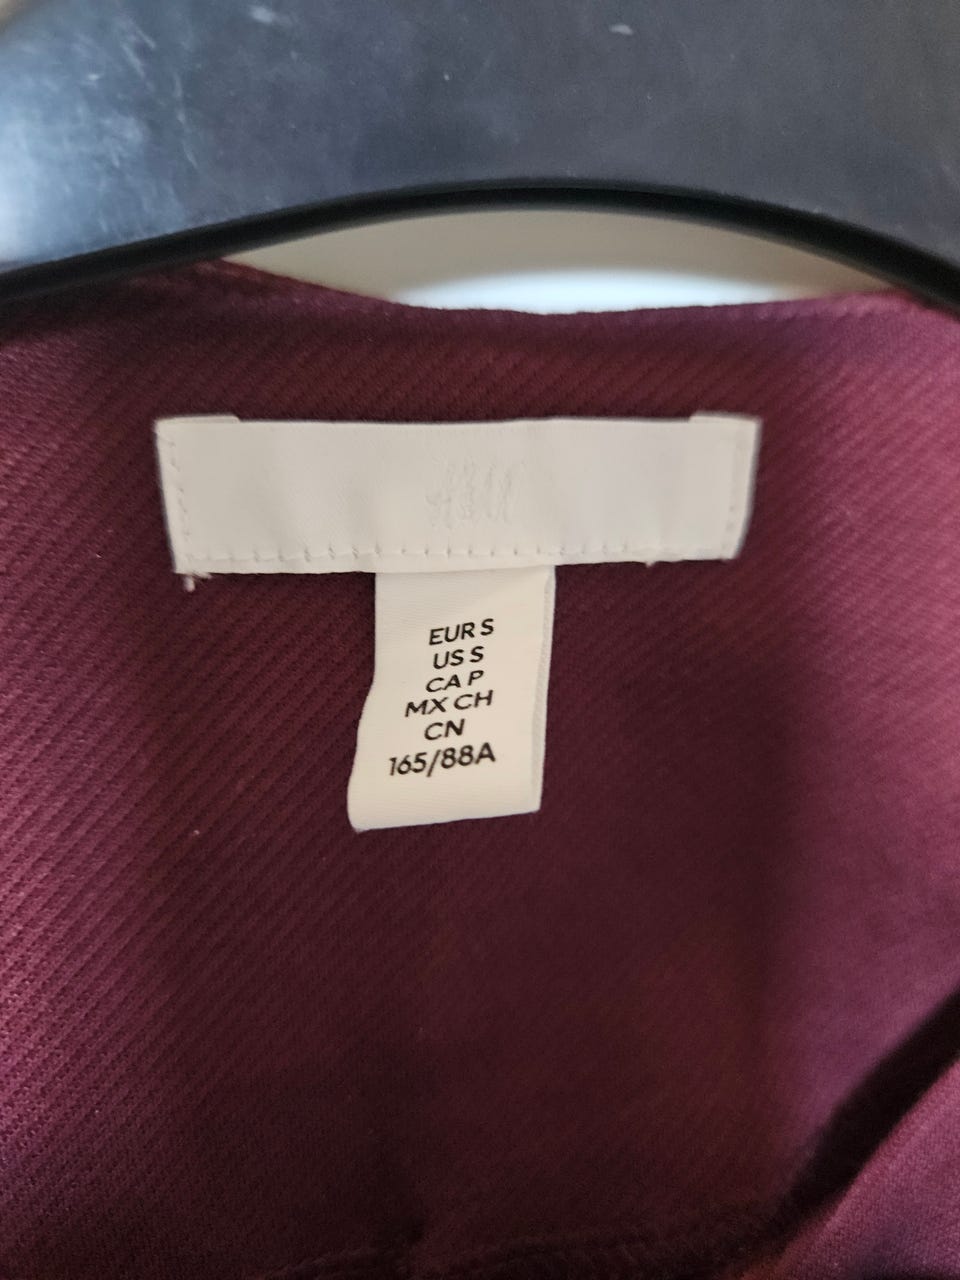 H&M
EUR S
US S
CA P
MX CH
CN
165/88A